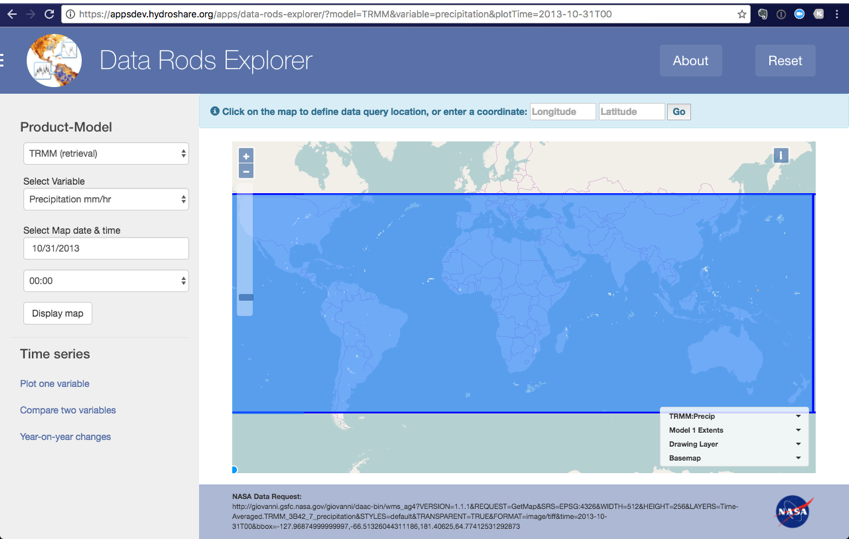 https://appsdev.hydroshare.org/apps/data-rods-explorer/?model=TRMM&variable=precipitation&plotTime=2013-10-31T00
Data Rods Explorer
About
Reset
Click on the map to define data query location, or enter a coordinate: Longitude Latitude Go
Product-Model
TRMM (retrieval)
Select Variable
Precipitation mm/hr
Select Map date & time
10/31/2013
00:00
Display map
Time series
Plot one variable
Compare two variables
Year-on-year changes
+
−
TRMM:Precip
Model 1 Extents
Drawing Layer
Basemap
NASA Data Request:
http://giovanni.gsfc.nasa.gov/giovanni/daac-bin/wms_ag4?VERSION=1.1.1&REQUEST=GetMap&SRS=EPSG:4326&WIDTH=512&HEIGHT=256&LAYERS=Time-
Averaged.TRMM_3B42_7_precipitation&STYLES=default&TRANSPARENT=TRUE&FORMAT=image/tiff&time=2013-10-
31T00&bbox=-127.96874999999997,-66.51326044311186,181.40625,64.77412531292873
NASA